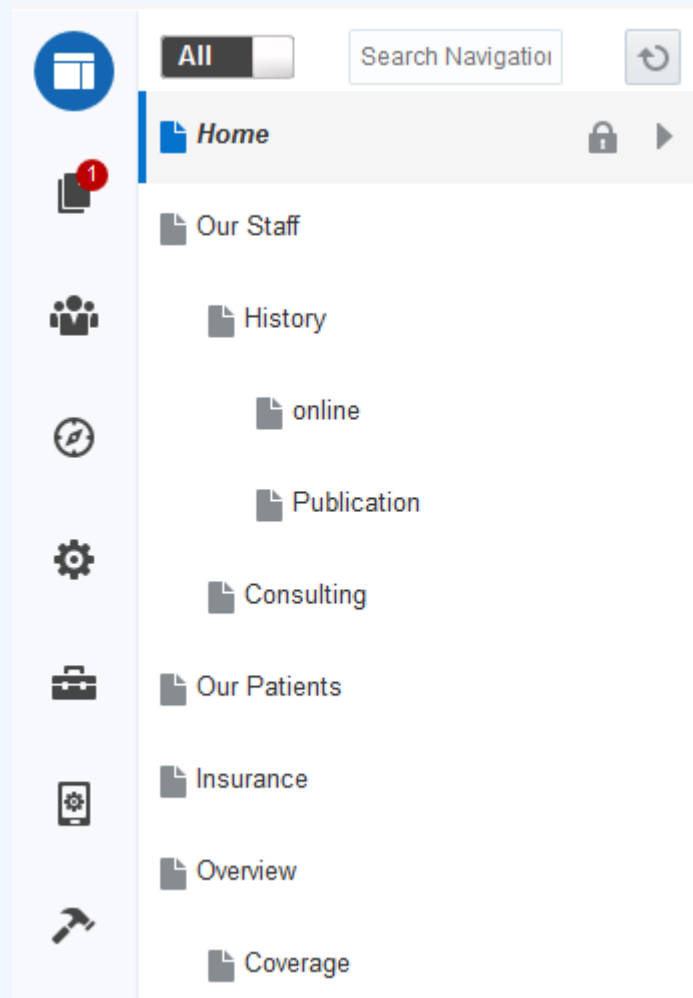 All
Search Navigatio
Home
1
Our Staff
History
online
Publication
Consulting
Our Patients
Insurance
Overview
Coverage